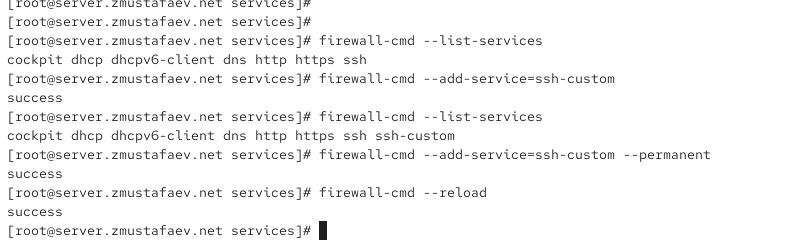 [root@server.zmustafaev.net services]#
[root@server.zmustafaev.net services]#
[root@server.zmustafaev.net services]# firewall-cmd --list-services
cockpit dhcp dhcpv6-client dns http https ssh
[root@server.zmustafaev.net services]# firewall-cmd --add-service=ssh-custom
success
[root@server.zmustafaev.net services]# firewall-cmd --list-services
cockpit dhcp dhcpv6-client dns http https ssh ssh-custom
[root@server.zmustafaev.net services]# firewall-cmd --add-service=ssh-custom --permanent
success
[root@server.zmustafaev.net services]# firewall-cmd --reload
success
[root@server.zmustafaev.net services]#